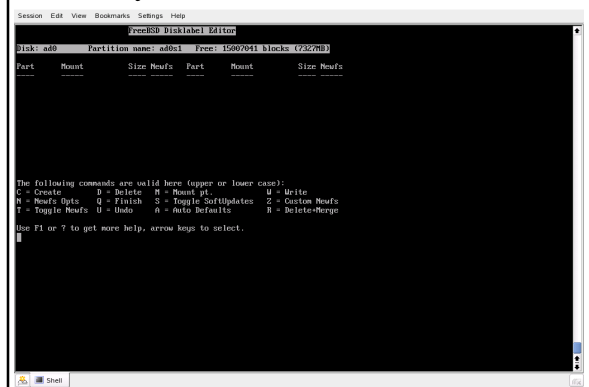 Session Edit View Bookmarks Settings Help
FreeBSD Disklabel Editor
Disk: ad0 Partition name: ad0s1 Free: 15007041 blocks (7327MB)
Part Mount Size Newfs Part Mount Size Newfs
---- ----- ---- ----- ---- ----- ---- -----
The following commands are valid here (upper or lower case):
C = Create D = Delete M = Mount pt. W = Write
N = Newfs Opts Q = Finish S = Toggle SoftUpdates Z = Custom Newfs
T = Toggle Newfs U = Undo A = Auto Defaults R = Delete+Merge
Use F1 or ? to get more help, arrow keys to select.
Shell